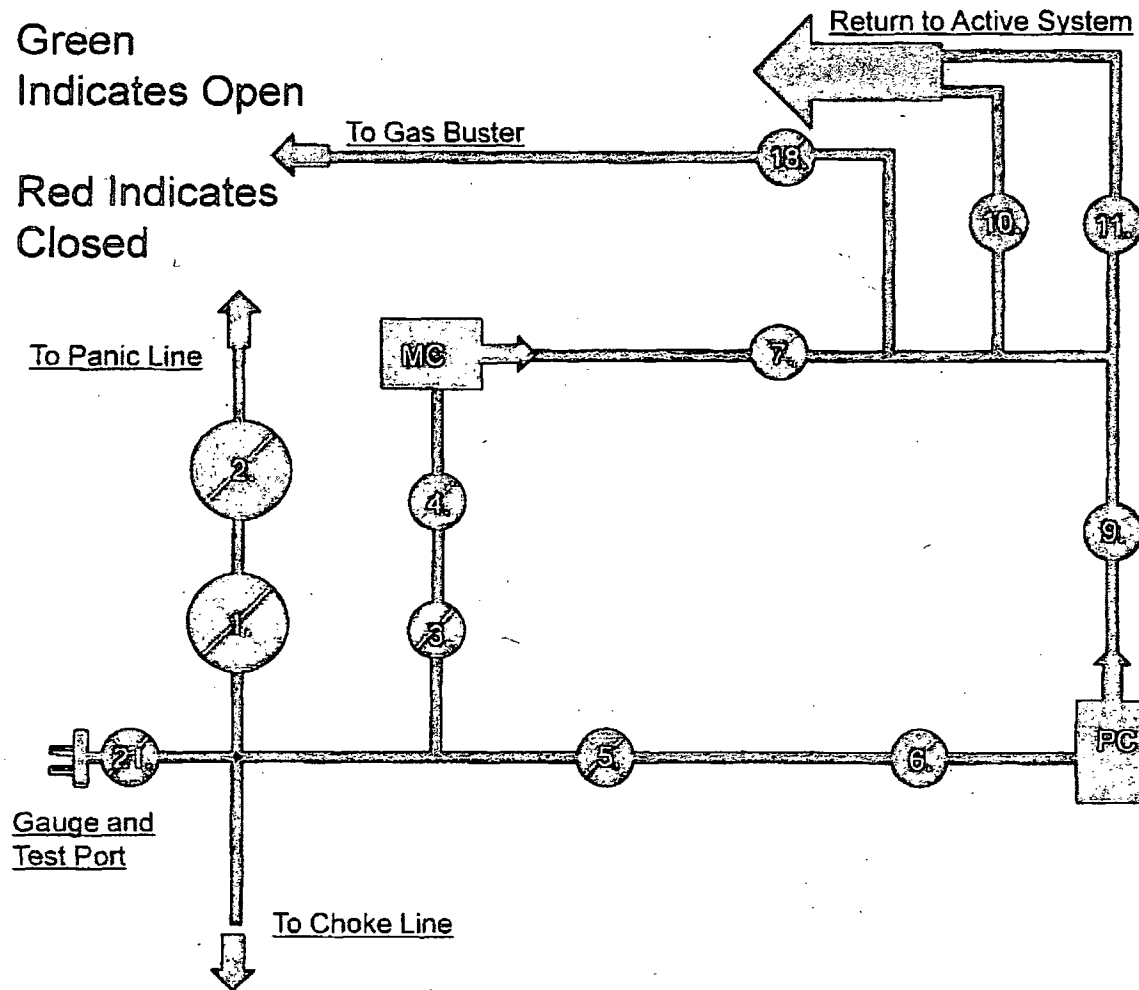 Return to Active System
Green
Indicates Open
To Gas Buster
18.
Red Indicates
Closed
10.
11.
To Panic Line
MC
7.
2.
4.
9.
1.
3.
21.
5.
6.
PC
Gauge and
Test Port
To Choke Line